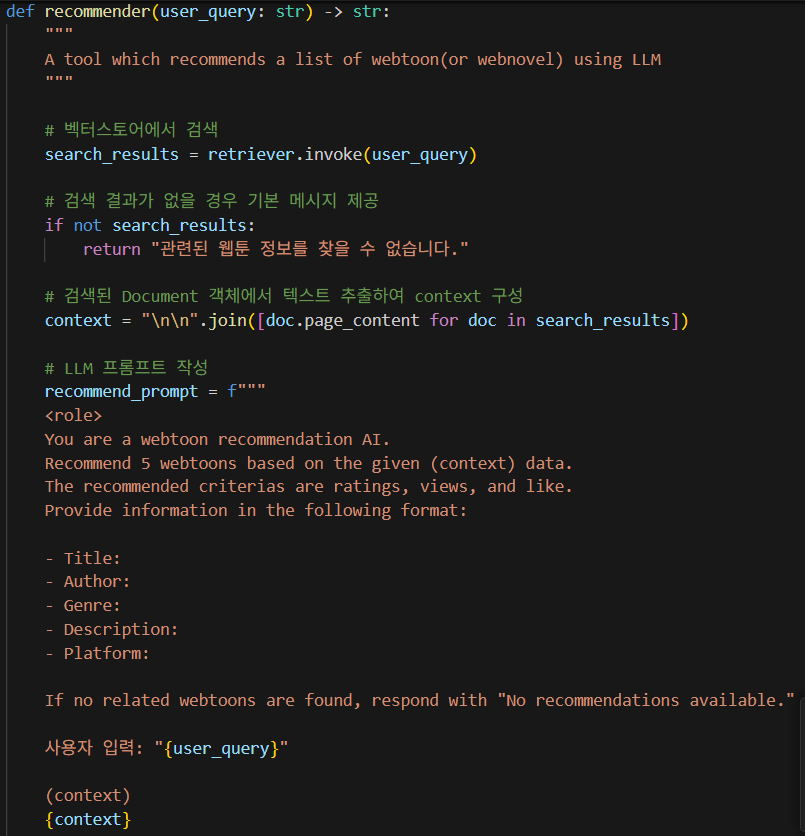 def recommender(user_query: str) -> str:
"""
A tool which recommends a list of webtoon(or webnovel) using LLM
"""
# 벡터스토어에서 검색
search_results = retriever.invoke(user_query)
# 검색 결과가 없을 경우 기본 메시지 제공
if not search_results:
return "관련된 웹툰 정보를 찾을 수 없습니다."
# 검색된 Document 객체에서 텍스트 추출하여 context 구성
context = "\n\n".join([doc.page_content for doc in search_results])
# LLM 프롬프트 작성
recommend_prompt = f"""
<role>
You are a webtoon recommendation AI.
Recommend 5 webtoons based on the given (context) data.
The recommended criterias are ratings, views, and like.
Provide information in the following format:
- Title:
- Author:
- Genre:
- Description:
- Platform:
If no related webtoons are found, respond with "No recommendations available."
사용자 입력: "{user_query}"
(context)
{context}